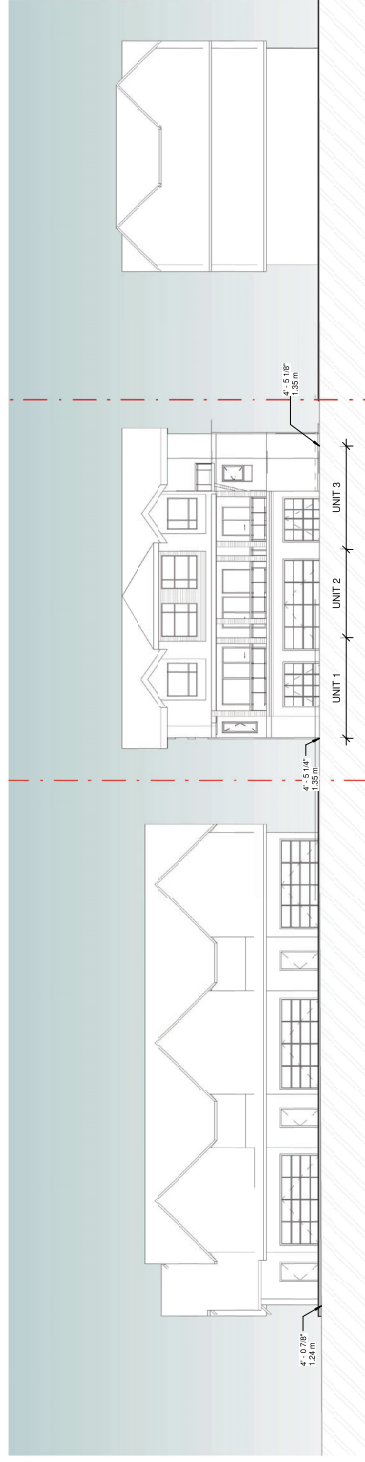 4' - 0 7/8"
1.24 m
4' - 5 1/4"
1.35 m
UNIT 1
UNIT 2
UNIT 3
4' - 5 1/8"
1.35 m